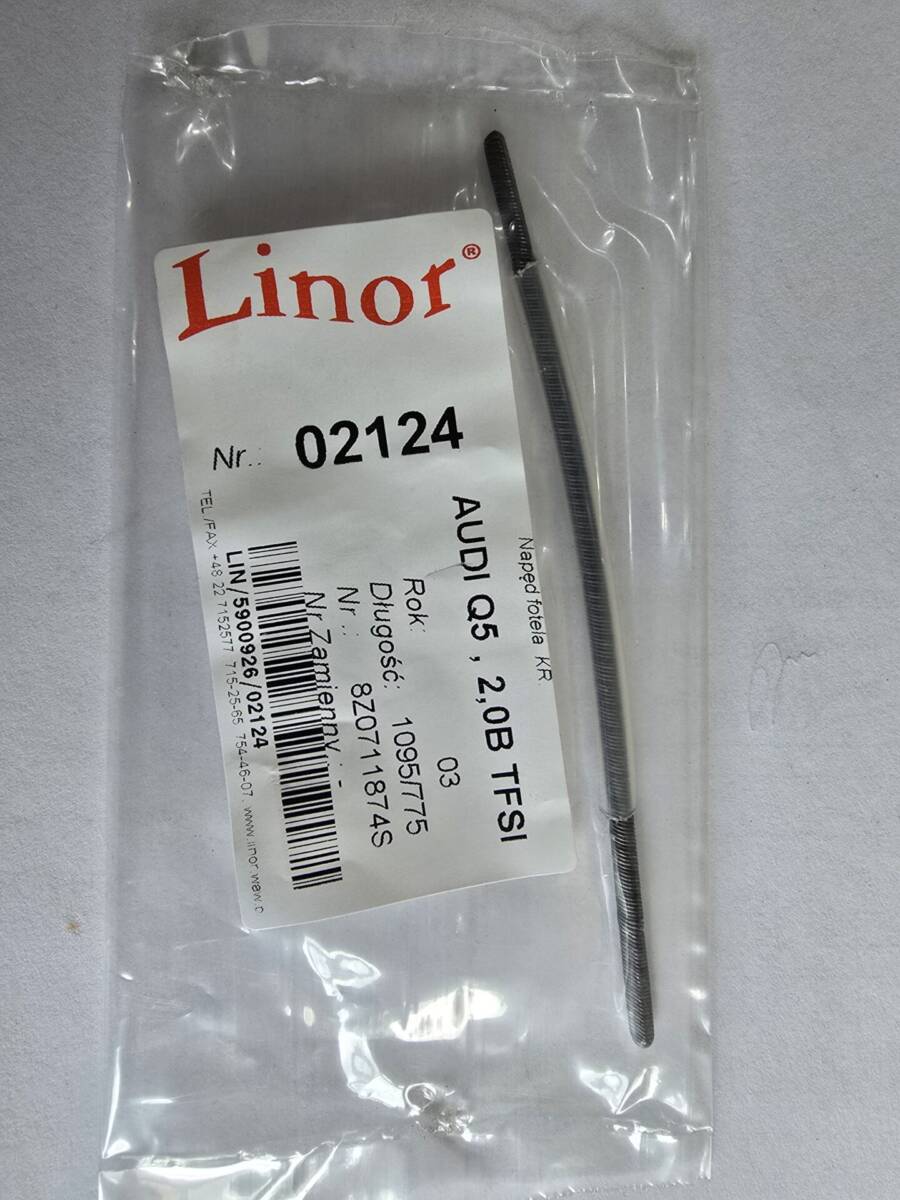 Linor®
Nr.: 02124
Napęd fotela KR.
AUDI Q5 , 2,0B TFSI
Rok: 03
Długość: 1095/775
Nr.: 8Z0711874S
Nr Zamienny : -
LIN/5900926/02124
TEL./FAX +48 22 7152577 715-25-65 754-46-07. www.linor.waw.p